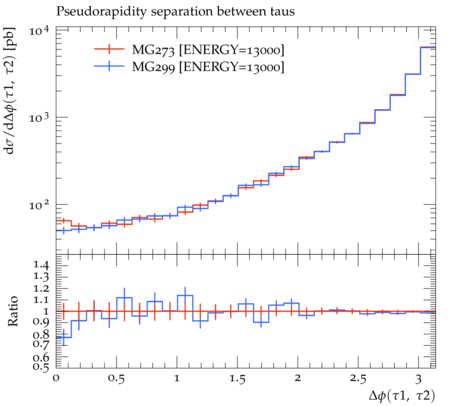 Pseudorapidity separation between taus
dσ/dΔϕ(τ1, τ2) [pb]
10⁴
10³
10²
MG273 [ENERGY=13000]
MG299 [ENERGY=13000]
Ratio
1.4
1.3
1.2
1.1
1
0.9
0.8
0.7
0.6
0.5
0 0.5 1 1.5 2 2.5 3
Δϕ(τ1, τ2)